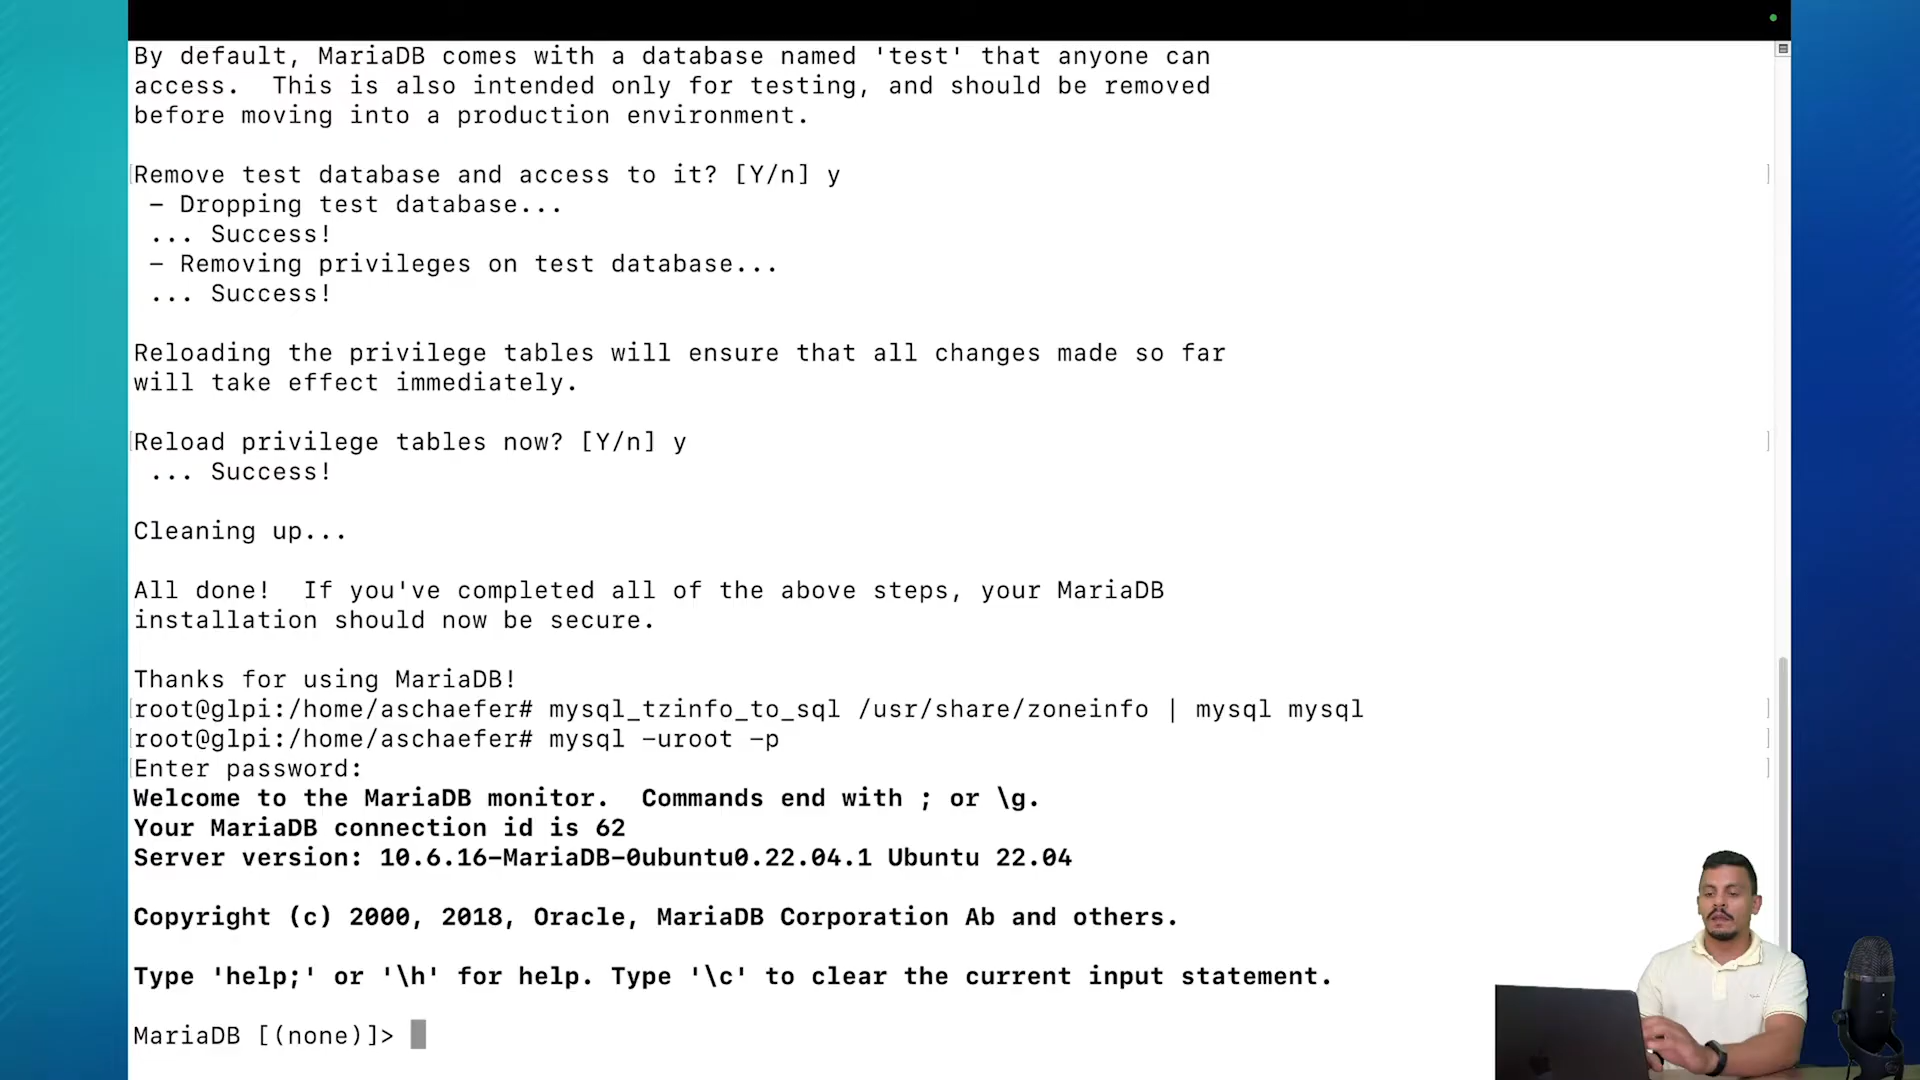 By default, MariaDB comes with a database named 'test' that anyone can
access.  This is also intended only for testing, and should be removed
before moving into a production environment.
Remove test database and access to it? [Y/n] y
 - Dropping test database...
 ... Success!
 - Removing privileges on test database...
 ... Success!
Reloading the privilege tables will ensure that all changes made so far
will take effect immediately.
Reload privilege tables now? [Y/n] y
 ... Success!
Cleaning up...
All done!  If you've completed all of the above steps, your MariaDB
installation should now be secure.
Thanks for using MariaDB!
root@glpi:/home/aschaefer# mysql_tzinfo_to_sql /usr/share/zoneinfo | mysql mysql
root@glpi:/home/aschaefer# mysql -uroot -p
Enter password:
Welcome to the MariaDB monitor.  Commands end with ; or \g.
Your MariaDB connection id is 62
Server version: 10.6.16-MariaDB-0ubuntu0.22.04.1 Ubuntu 22.04
Copyright (c) 2000, 2018, Oracle, MariaDB Corporation Ab and others.
Type 'help;' or '\h' for help. Type '\c' to clear the current input statement.
MariaDB [(none)]>